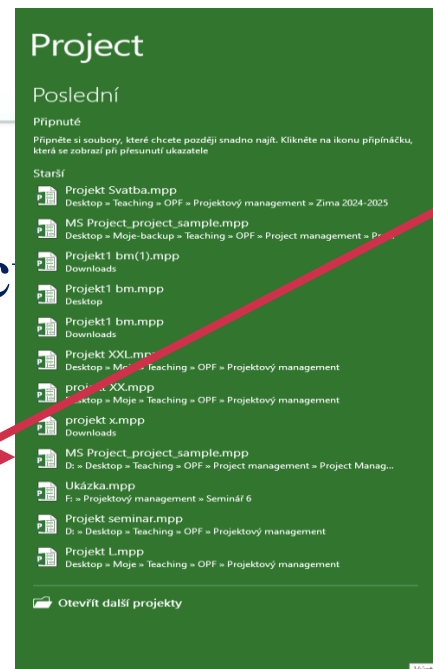 Project
Poslední
Připnuté
Připněte si soubory, které chcete později snadno najít. Klikněte na ikonu připínáčku,
která se zobrazí při přesunutí ukazatele
Starší
Projekt Svatba.mpp
Desktop » Teaching » OPF » Projektový management » Zima 2024-2025
MS Project_project_sample.mpp
Desktop » Moje-backup » Teaching » OPF » Project management »
Projekt1 bm(1).mpp
Downloads
Projekt1 bm.mpp
Desktop
Projekt1 bm.mpp
Downloads
Projekt XXL.mpp
Desktop » Moje » Teaching » OPF » Projektový management
projekt XX.mpp
Desktop » Moje » Teaching » OPF » Projektový management
projekt x.mpp
Downloads
MS Project_project_sample.mpp
D: » Desktop » Teaching » OPF » Project management » Project Manag...
Ukázka.mpp
F: » Projektový management » Seminář 6
Projekt seminar.mpp
D: » Desktop » Teaching » OPF » Projektový management
Projekt L.mpp
Desktop » Moje » Teaching » OPF » Projektový management
Otevřít další projekty